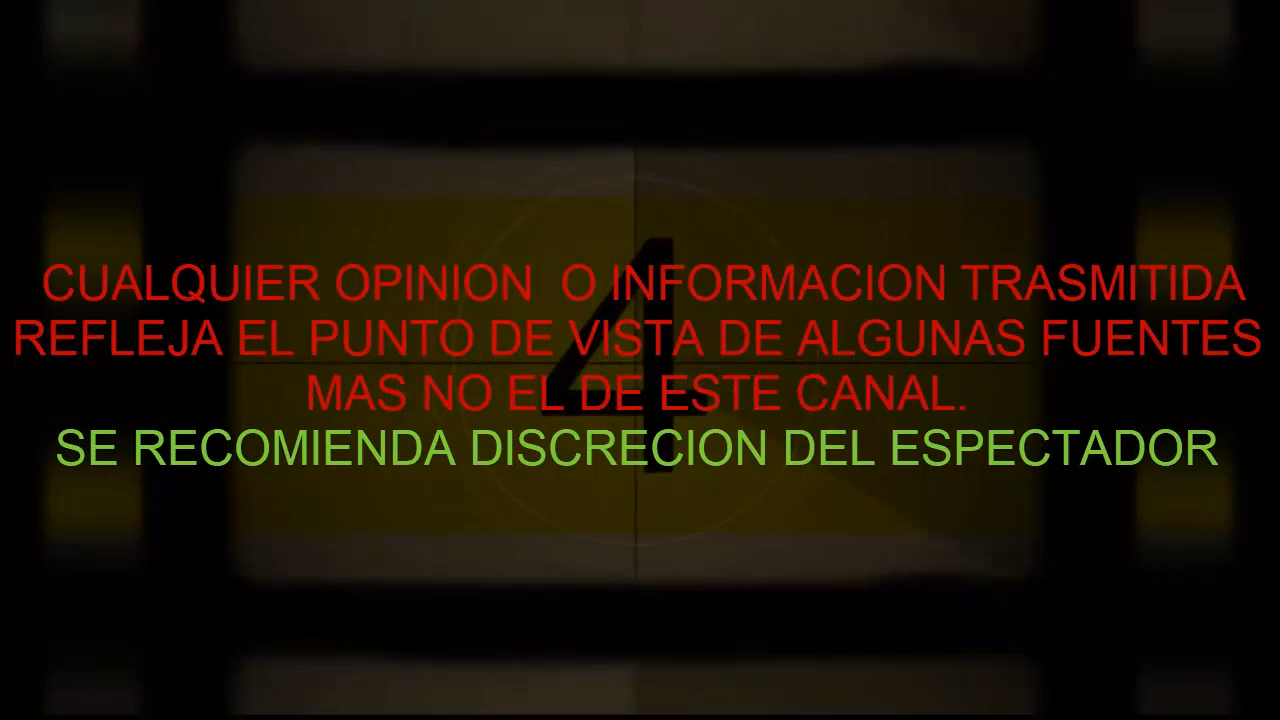 4
CUALQUIER OPINION  O INFORMACION TRASMITIDA
REFLEJA EL PUNTO DE VISTA DE ALGUNAS FUENTES
MAS NO EL DE ESTE CANAL.
SE RECOMIENDA DISCRECION DEL ESPECTADOR